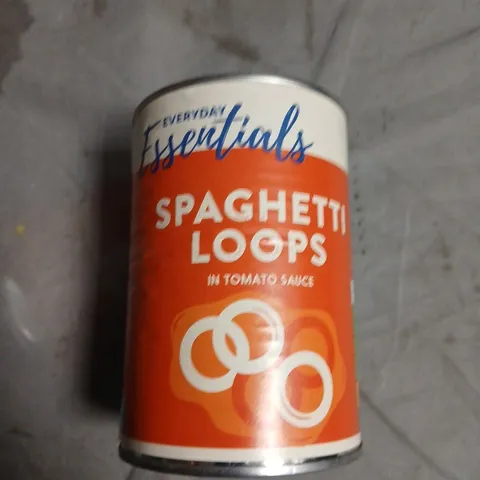 EVERYDAY
Essentials
SPAGHETTI
LOOPS
IN TOMATO SAUCE